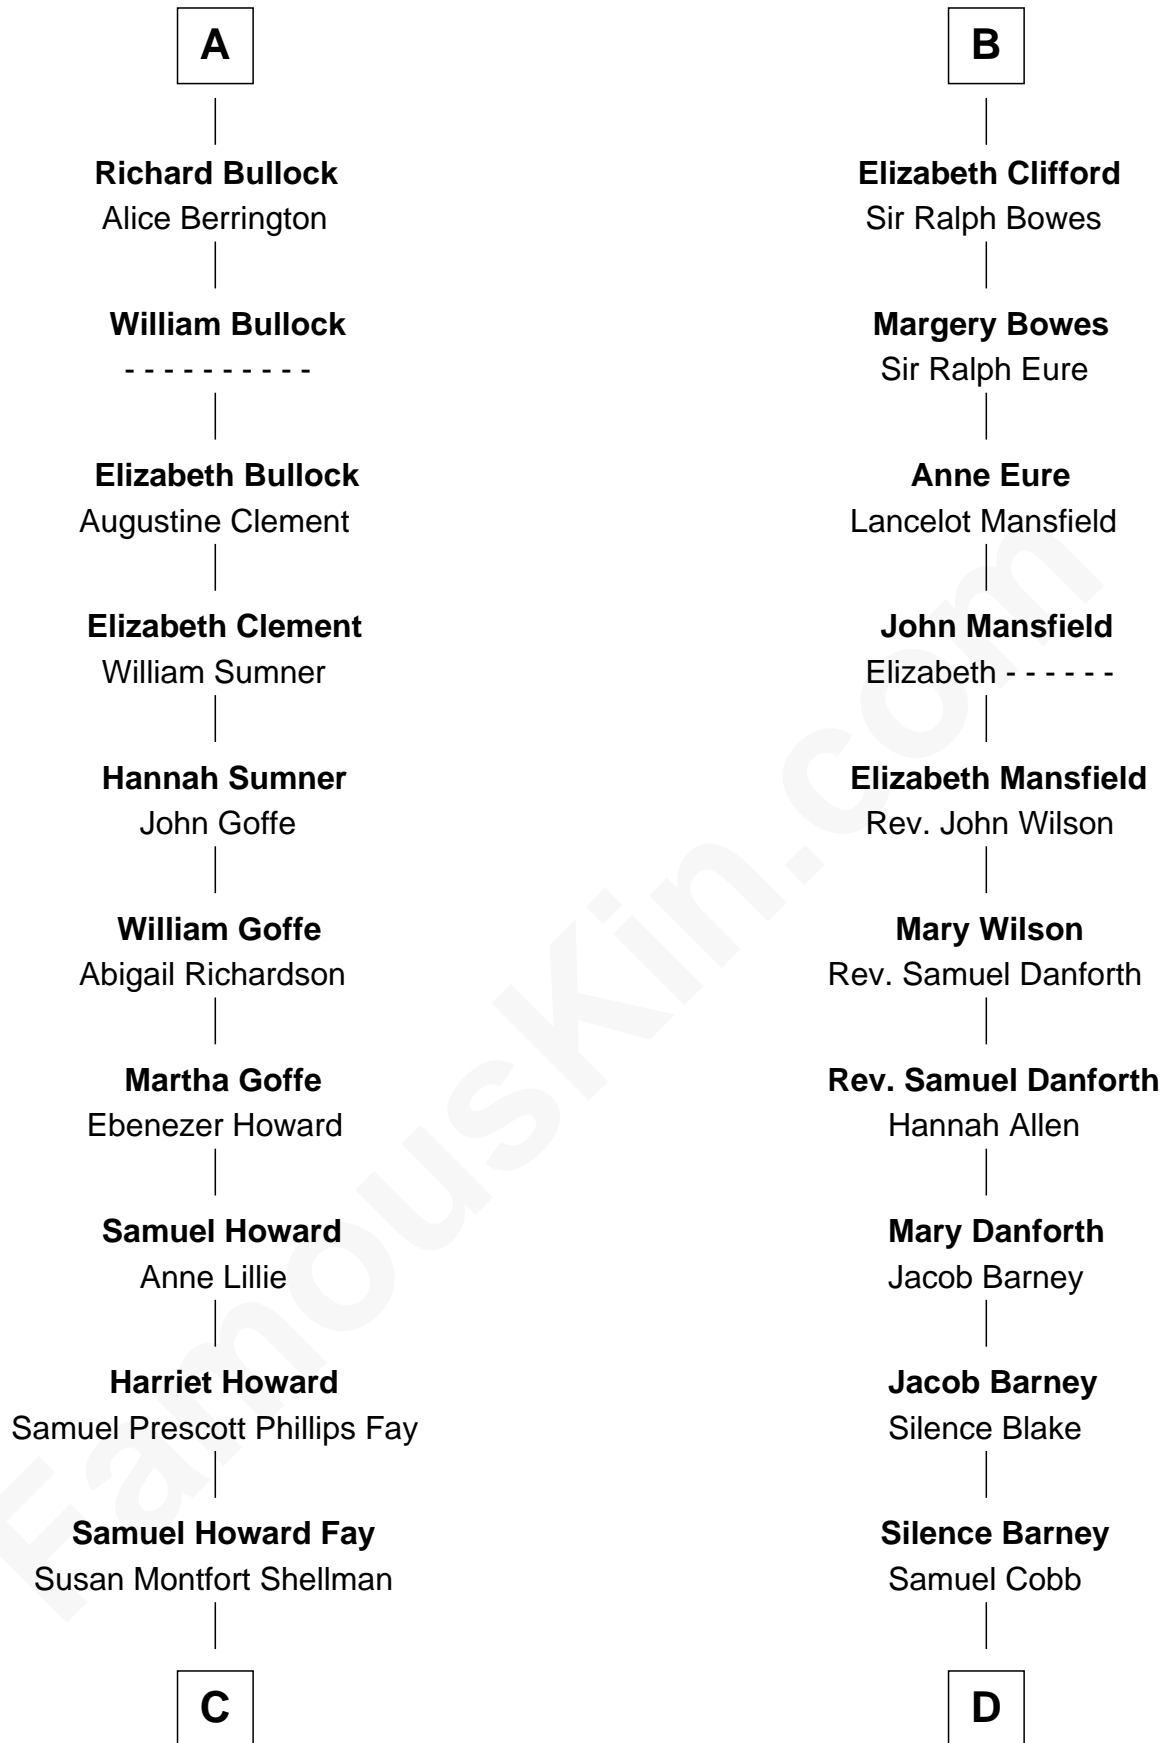 A
Richard Bullock
Alice Berrington
William Bullock
- - - - - - - - - -
Elizabeth Bullock
Augustine Clement
Elizabeth Clement
William Sumner
Hannah Sumner
John Goffe
William Goffe
Abigail Richardson
Martha Goffe
Ebenezer Howard
Samuel Howard
Anne Lillie
Harriet Howard
Samuel Prescott Phillips Fay
Samuel Howard Fay
Susan Montfort Shellman
C
B
Elizabeth Clifford
Sir Ralph Bowes
Margery Bowes
Sir Ralph Eure
Anne Eure
Lancelot Mansfield
John Mansfield
Elizabeth - - - - - -
Elizabeth Mansfield
Rev. John Wilson
Mary Wilson
Rev. Samuel Danforth
Rev. Samuel Danforth
Hannah Allen
Mary Danforth
Jacob Barney
Jacob Barney
Silence Blake
Silence Barney
Samuel Cobb
D
FamousKin.com